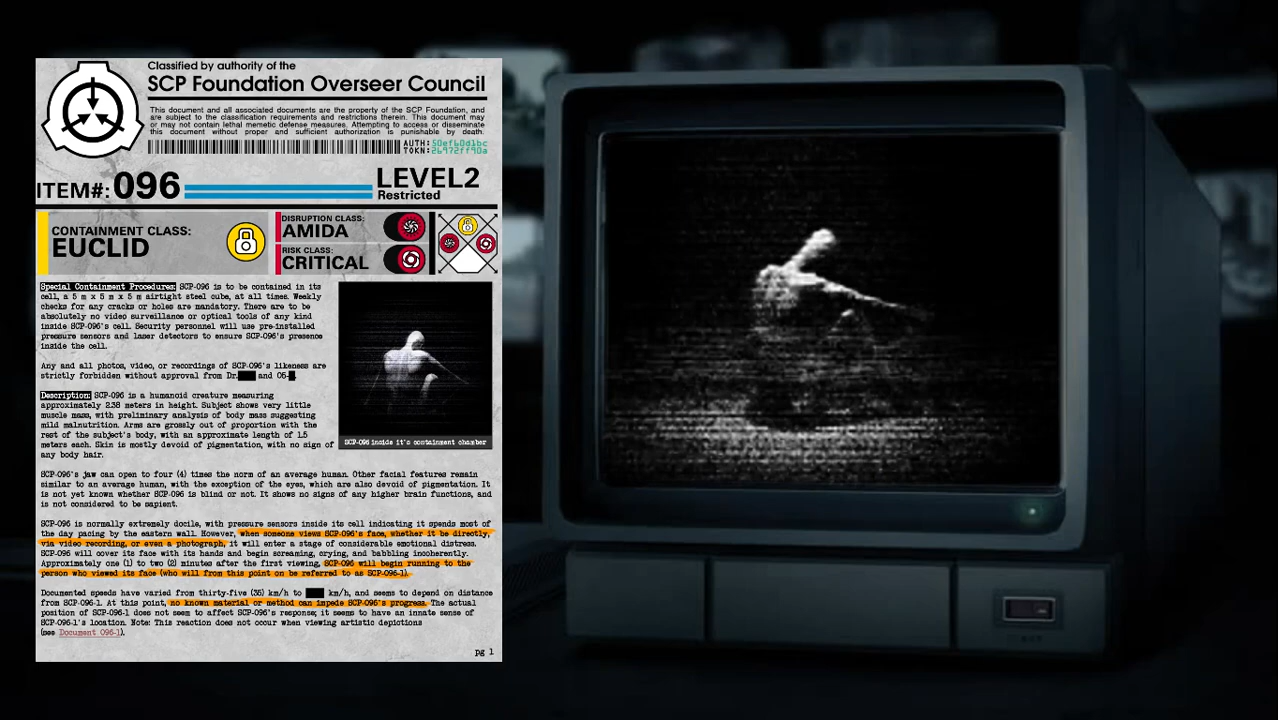 Classified by authority of the
SCP Foundation Overseer Council
This document and all associated documents are the property of the SCP Foundation, and
are subject to the classification requirements and restrictions therein. This document may
or may not contain lethal memetic defense measures. Attempting to access or disseminate
this document without proper and sufficient authorization is punishable by death.
AUTH:50ef60d1bc
TOKN:26972ff90a
ITEM#:096
LEVEL2
Restricted
CONTAINMENT CLASS:
EUCLID
DISRUPTION CLASS:
AMIDA
RISK CLASS:
CRITICAL
Special Containment Procedures: SCP-096 is to be contained in its
cell, a 5 m x 5 m x 5 m airtight steel cube, at all times. Weekly
checks for any cracks or holes are mandatory. There are to be
absolutely no video surveillance or optical tools of any kind
inside SCP-096's cell. Security personnel will use pre-installed
pressure sensors and laser detectors to ensure SCP-096's presence
inside the cell.
Any and all photos, video, or recordings of SCP-096's likeness are
strictly forbidden without approval from Dr. and O5-.
Description: SCP-096 is a humanoid creature measuring
approximately 2.38 meters in height. Subject shows very little
muscle mass, with preliminary analysis of body mass suggesting
mild malnutrition. Arms are grossly out of proportion with the
rest of the subject's body, with an approximate length of 1.5
meters each. Skin is mostly devoid of pigmentation, with no sign of
any body hair.
SCP-096 inside it's containment chamber
SCP-096's jaw can open to four (4) times the norm of an average human. Other facial features remain
similar to an average human, with the exception of the eyes, which are also devoid of pigmentation. It
is not yet known whether SCP-096 is blind or not. It shows no signs of any higher brain functions, and
is not considered to be sapient.
SCP-096 is normally extremely docile, with pressure sensors inside its cell indicating it spends most of
the day pacing by the eastern wall. However, when someone views SCP-096's face, whether it be directly,
via video recording, or even a photograph, it will enter a stage of considerable emotional distress.
SCP-096 will cover its face with its hands and begin screaming, crying, and babbling incoherently.
Approximately one (1) to two (2) minutes after the first viewing, SCP-096 will begin running to the
person who viewed its face (who will from this point on be referred to as SCP-096-1).
Documented speeds have varied from thirty-five (35) km/h to km/h, and seems to depend on distance
from SCP-096-1. At this point, no known material or method can impede SCP-096's progress. The actual
position of SCP-096-1 does not seem to affect SCP-096's response; it seems to have an innate sense of
SCP-096-1's location. Note: This reaction does not occur when viewing artistic depictions
(see Document 096-1).
pg 1